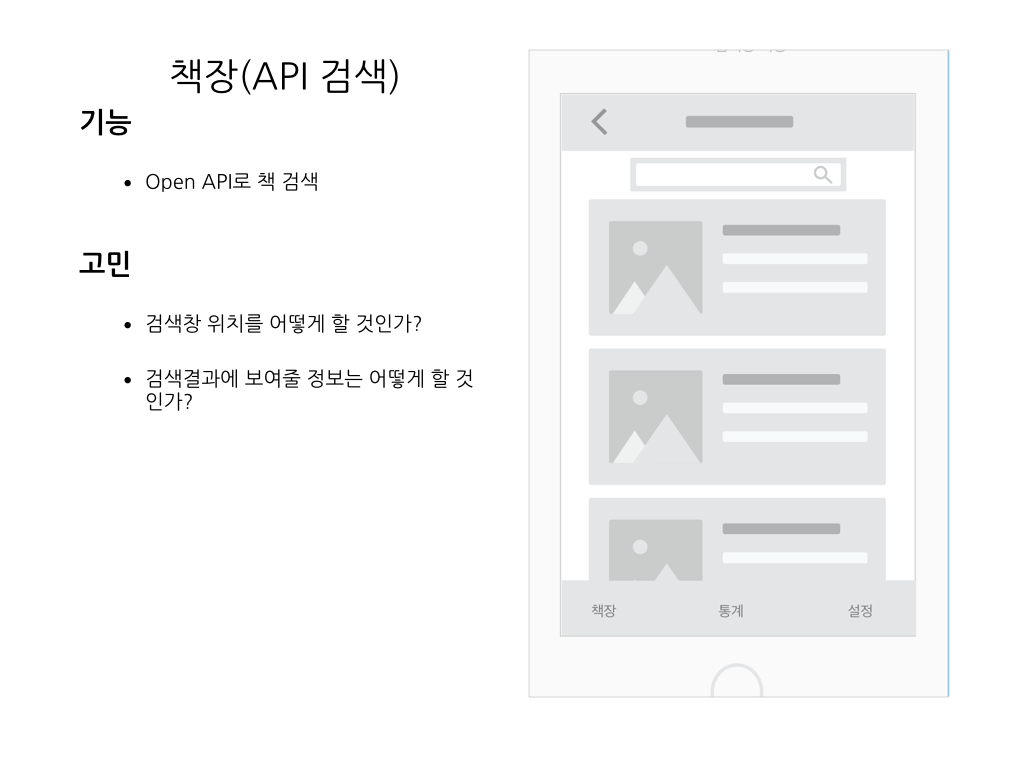 책장(API 검색)
기능
• Open API로 책 검색
고민
• 검색창 위치를 어떻게 할 것인가?
• 검색결과에 보여줄 정보는 어떻게 할 것
인가?
책장 통계 설정